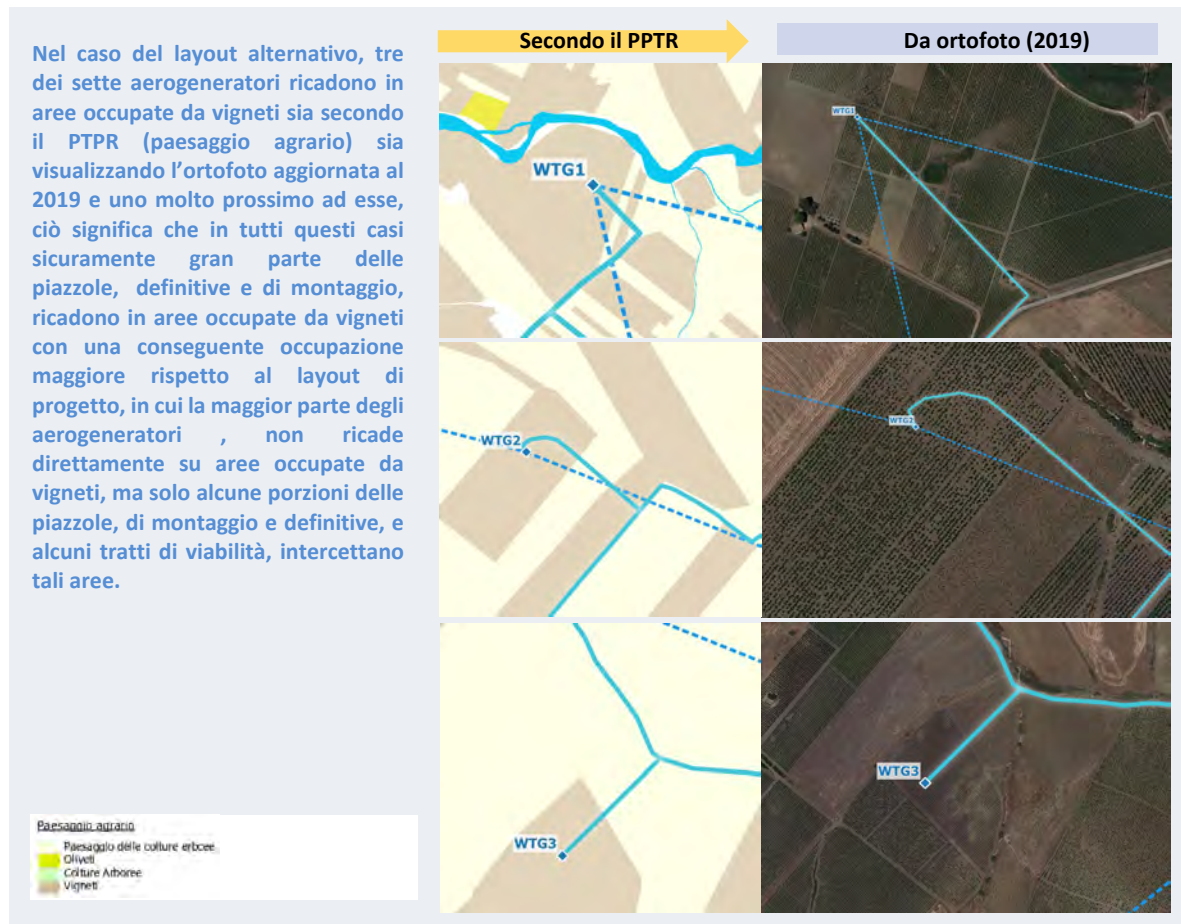 Nel caso del layout alternativo, tre
dei sette aerogeneratori ricadono in
aree occupate da vigneti sia secondo
il PTPR (paesaggio agrario) sia
visualizzando l’ortofoto aggiornata al
2019 e uno molto prossimo ad esse,
ciò significa che in tutti questi casi
sicuramente gran parte delle
piazzole, definitive e di montaggio,
ricadono in aree occupate da vigneti
con una conseguente occupazione
maggiore rispetto al layout di
progetto, in cui la maggior parte degli
aerogeneratori , non ricade
direttamente su aree occupate da
vigneti, ma solo alcune porzioni delle
piazzole, di montaggio e definitive, e
alcuni tratti di viabilità, intercettano
tali aree.
Secondo il PPTR
Da ortofoto (2019)
WTG1
WTG1
WTG2
WTG2
WTG3
WTG3
Paesaggio agrario
Paesaggio delle colture erbcee
Oliveti
Colture Arboree
Vigneti